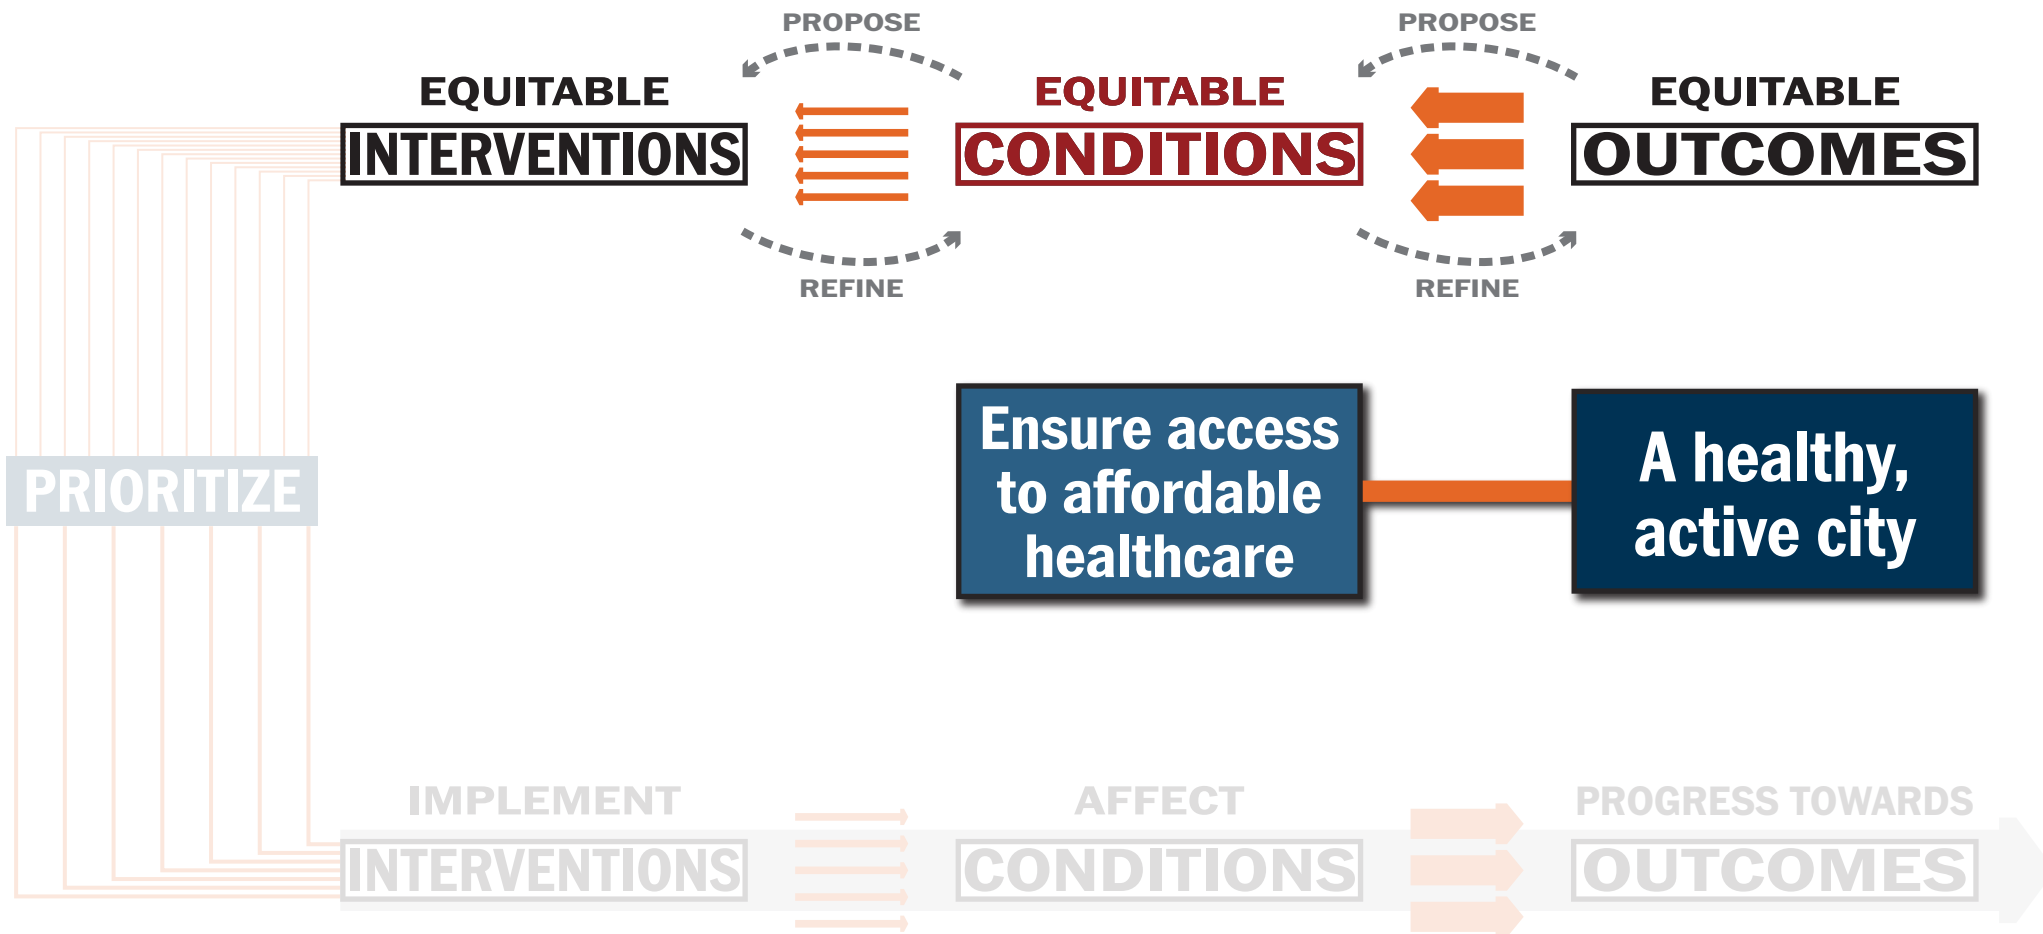 PROPOSE
PROPOSE
EQUITABLE
EQUITABLE
EQUITABLE
INTERVENTIONS
CONDITIONS
OUTCOMES
REFINE
REFINE
Ensure access
to affordable
healthcare
A healthy,
active city
PRIORITIZE
IMPLEMENT
AFFECT
PROGRESS TOWARDS
INTERVENTIONS
CONDITIONS
OUTCOMES